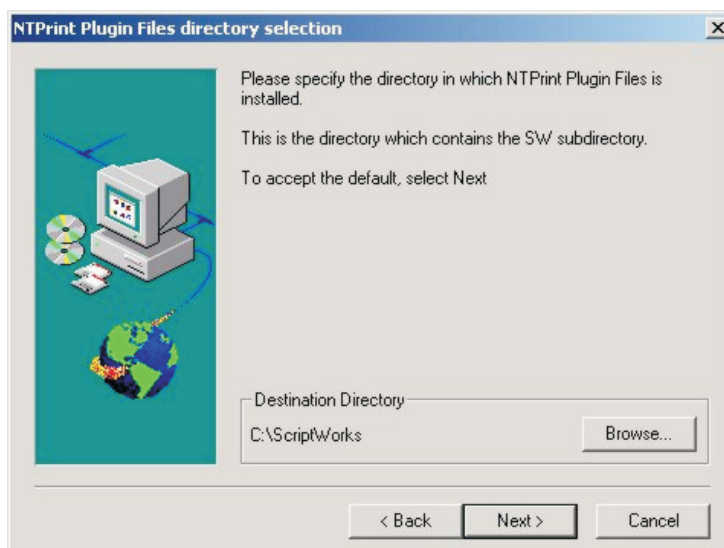 NTPrint Plugin Files directory selection
Please specify the directory in which NTPrint Plugin Files is
installed.
This is the directory which contains the SW subdirectory.
To accept the default, select Next
Destination Directory
C:\ScriptWorks
Browse...
< Back
Next >
Cancel